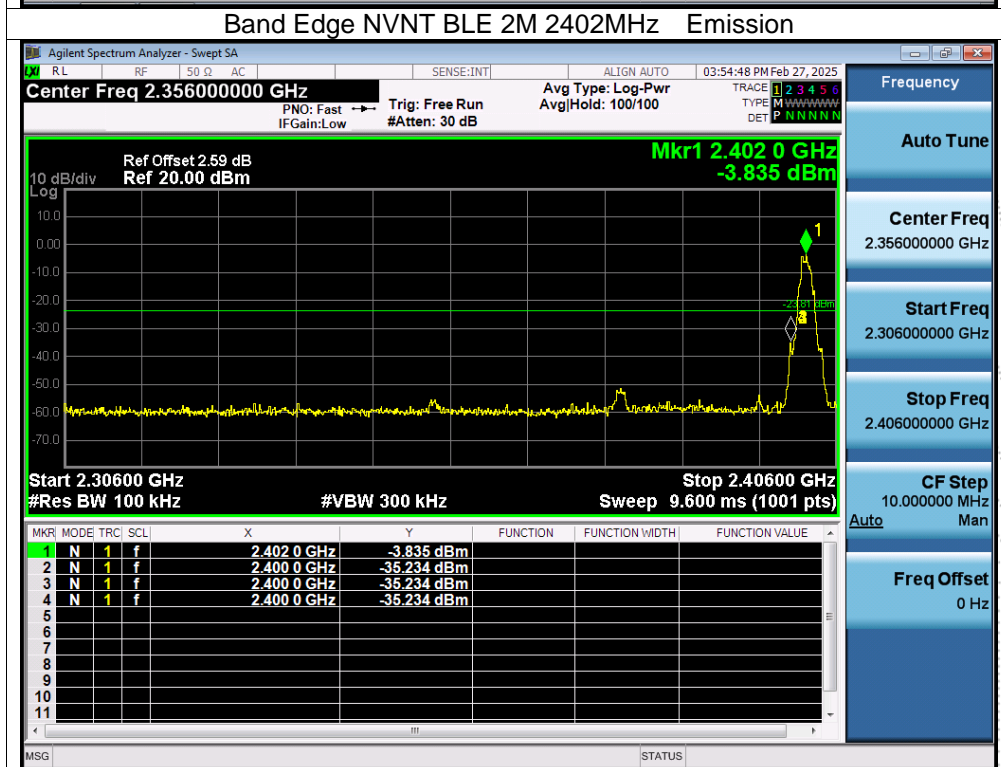 Band Edge NVNT BLE 2M 2402MHz Emission
Agilent Spectrum Analyzer - Swept SA
LXI RL RF 50 Ω AC SENSE:INT ALIGN AUTO 03:54:48 PM Feb 27, 2025
Center Freq 2.356000000 GHz
PNO: Fast
IFGain:Low
Trig: Free Run
#Atten: 30 dB
Avg Type: Log-Pwr
Avg|Hold: 100/100
TRACE 1 2 3 4 5 6
TYPE M WWWWW
DET P N N N N N
Frequency
Auto Tune
Center Freq
2.356000000 GHz
Start Freq
2.306000000 GHz
Stop Freq
2.406000000 GHz
CF Step
10.000000 MHz
Auto Man
Freq Offset
0 Hz
Mkr1 2.402 0 GHz
-3.835 dBm
Ref Offset 2.59 dB
10 dB/div Ref 20.00 dBm
Log
10.0
0.00
-10.0
-20.0
-30.0
-40.0
-50.0
-60.0
-70.0
1
-23.81 dBm
Start 2.30600 GHz Stop 2.40600 GHz
#Res BW 100 kHz #VBW 300 kHz Sweep 9.600 ms (1001 pts)
MKR MODE TRC SCL X Y FUNCTION FUNCTION WIDTH FUNCTION VALUE
1 N 1 f 2.402 0 GHz -3.835 dBm
2 N 1 f 2.400 0 GHz -35.234 dBm
3 N 1 f 2.400 0 GHz -35.234 dBm
4 N 1 f 2.400 0 GHz -35.234 dBm
5
6
7
8
9
10
11
MSG STATUS